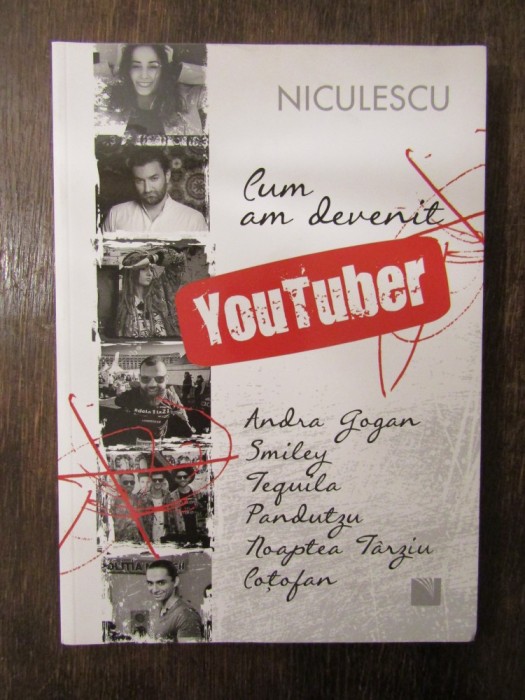 NICULESCU
Cum
am devenit
YouTuber
Andra Gogan
Smiley
Tequila
Pandutzu
Noaptea Târziu
Coțofan